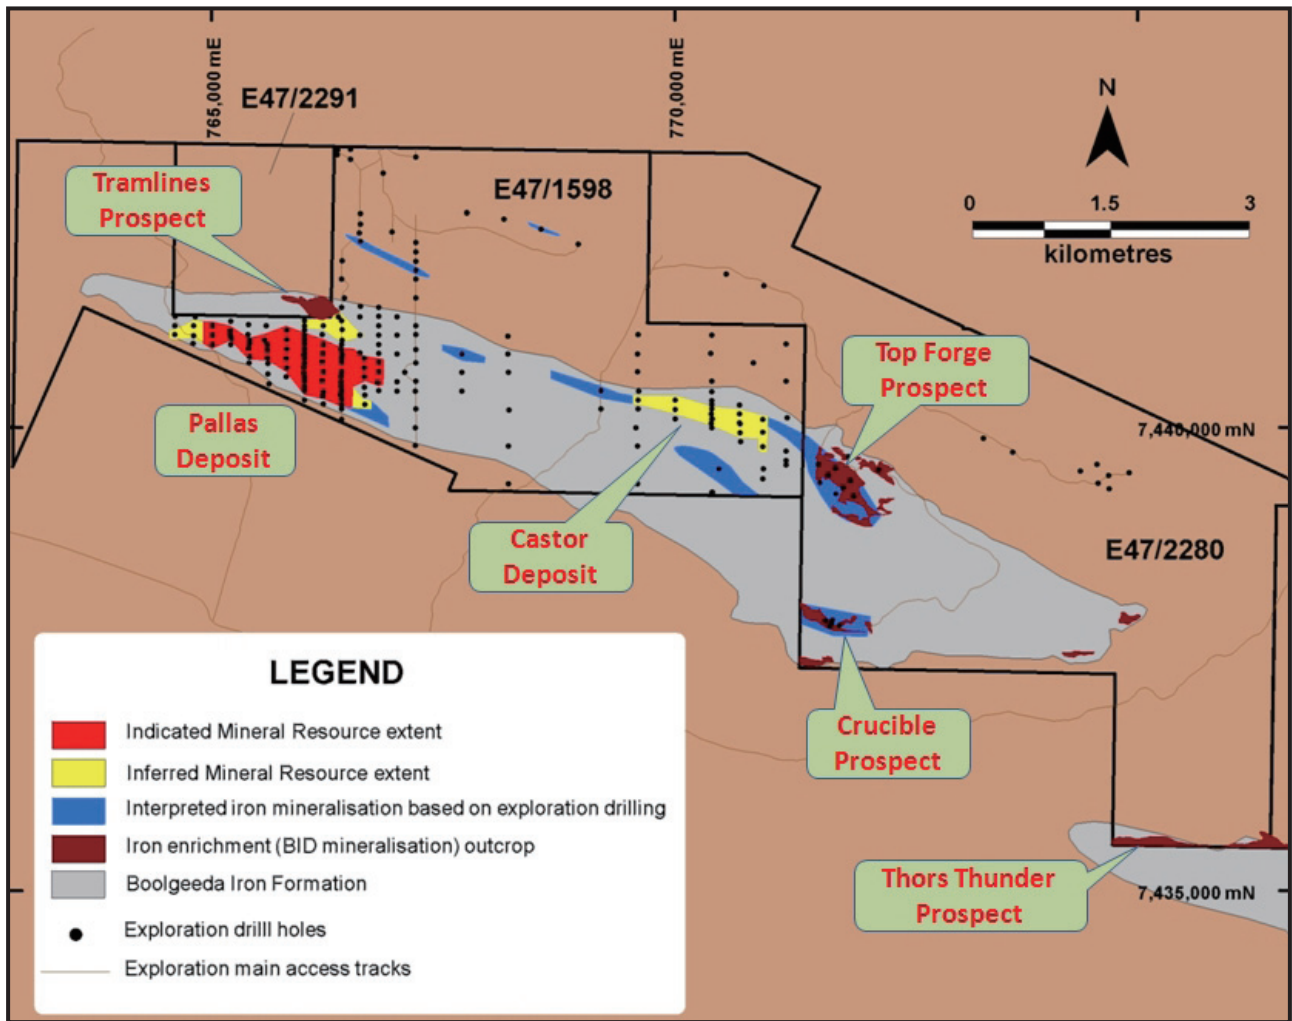 765,000 mE
770,000 mE
E47/2291
N
Tramlines
Prospect
E47/1598
0 1.5 3
kilometres
Top Forge
Prospect
Pallas
Deposit
7,440,000 mN
Castor
Deposit
E47/2280
LEGEND
Indicated Mineral Resource extent
Inferred Mineral Resource extent
Interpreted iron mineralisation based on exploration drilling
Iron enrichment (BID mineralisation) outcrop
Boolgeeda Iron Formation
Exploration drilll holes
Exploration main access tracks
Crucible
Prospect
Thors Thunder
Prospect
7,435,000 mN